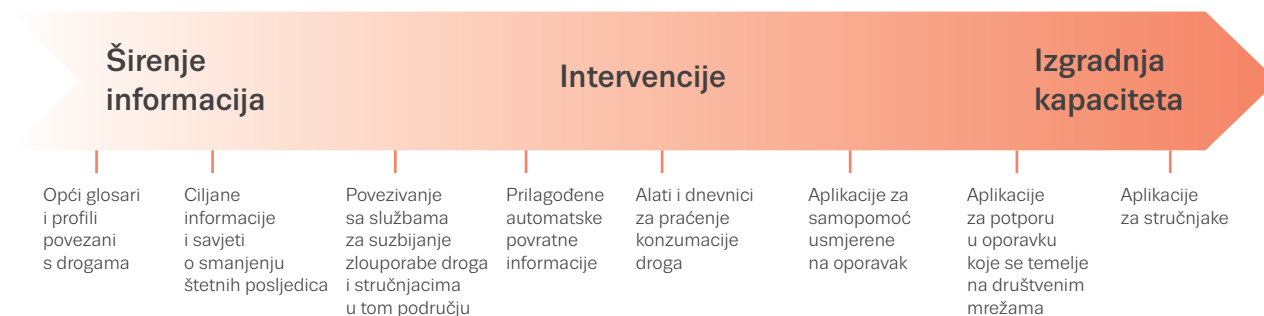 Širenje
informacija
Intervencije
Izgradnja
kapaciteta
Opći glosari
i profili
povezani
s drogama
Ciljane
informacije
i savjeti
o smanjenju
štetnih posljedica
Povezivanje
sa službama
za suzbijanje
zlouporabe droga
i stručnjacima
u tom području
Prilagođene
automatske
povratne
informacije
Alati i dnevnici
za praćenje
konzumacije
droga
Aplikacije za
samopomoć
usmjerene
na oporavak
Aplikacije
za potporu
u oporavku
koje se temelje
na društvenim
mrežama
Aplikacije
za stručnjake